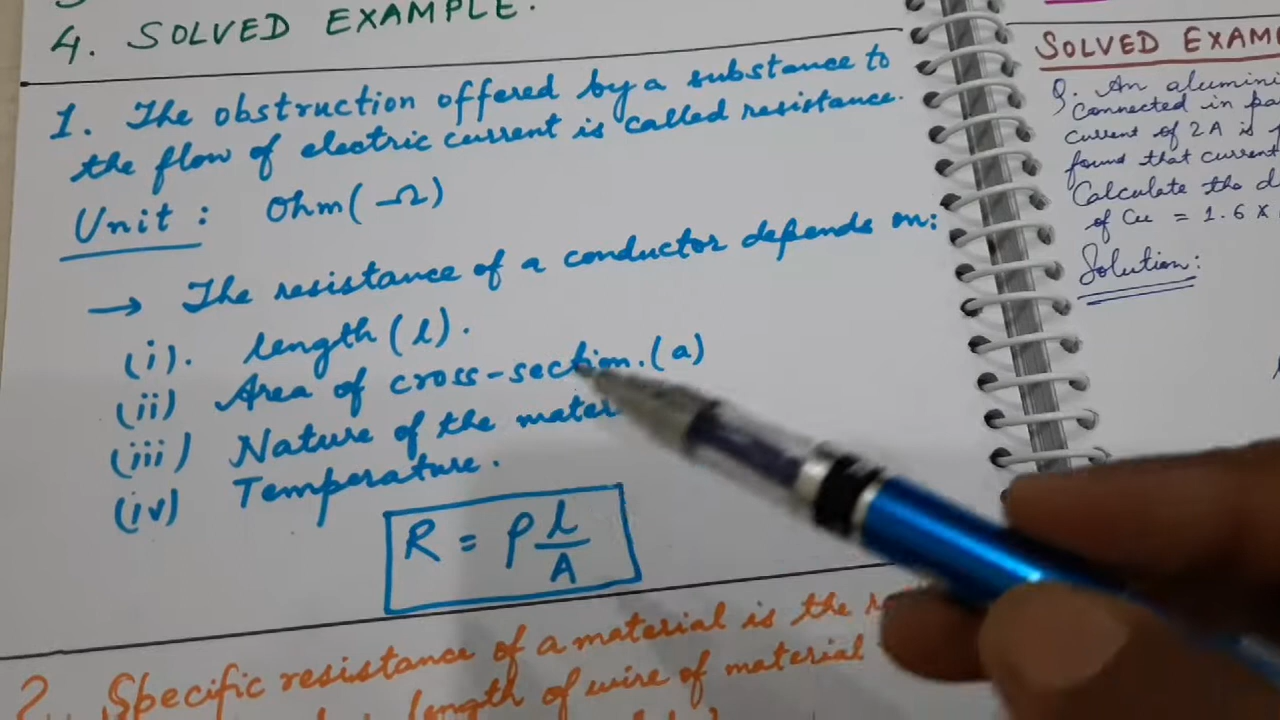 4. SOLVED EXAMPLE.
1. The obstruction offered by a substance to
the flow of electric current is called resistance.
Unit: Ohm (Ω)
→ The resistance of a conductor depends on:
(i). length (l).
(ii) Area of cross-section. (a)
(iii) Nature of the mater
(iv) Temperature.
R = ρ l/A
2. Specific resistance of a material is the
length of wire of material
SOLVED EXAM
Q. An alumini
connected in pa
current of 2A is
found that current
Calculate the d
of Cu = 1.6 x
Solution: